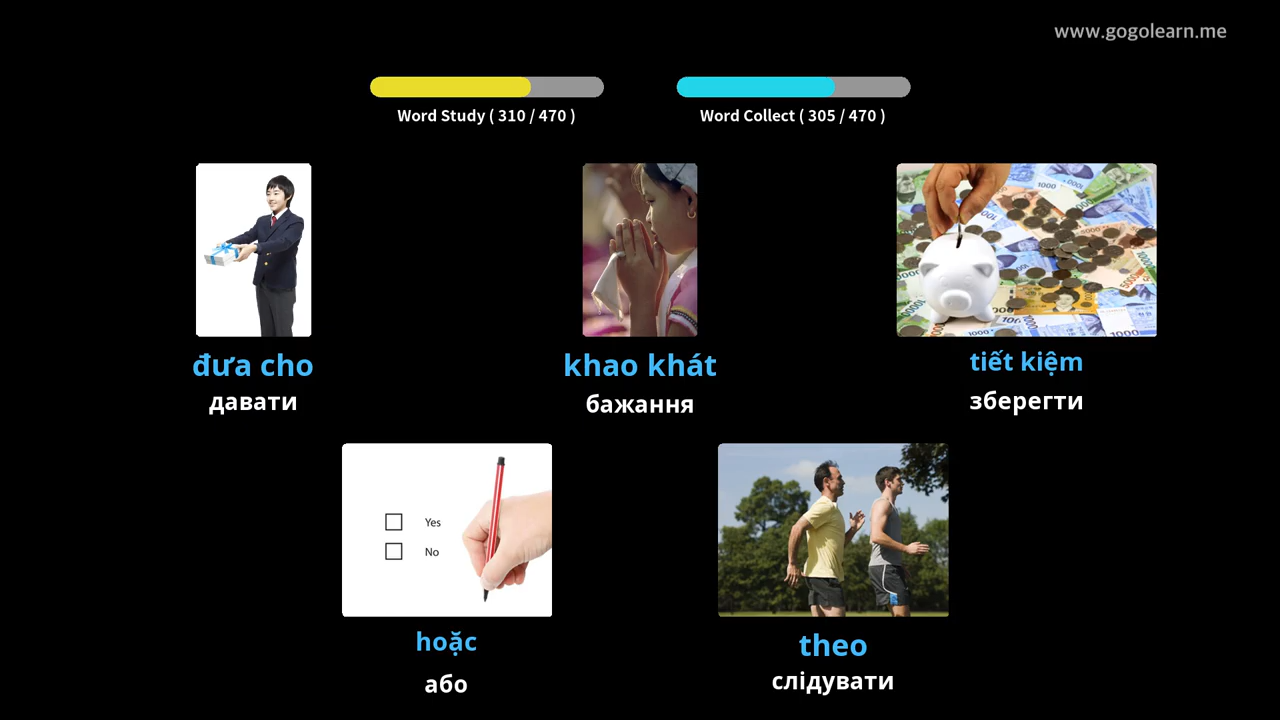 www.gogolearn.me
Word Study ( 310 / 470 )
Word Collect ( 305 / 470 )
đưa cho
давати
khao khát
бажання
tiết kiệm
зберегти
Yes
No
hoặc
або
theo
слідувати